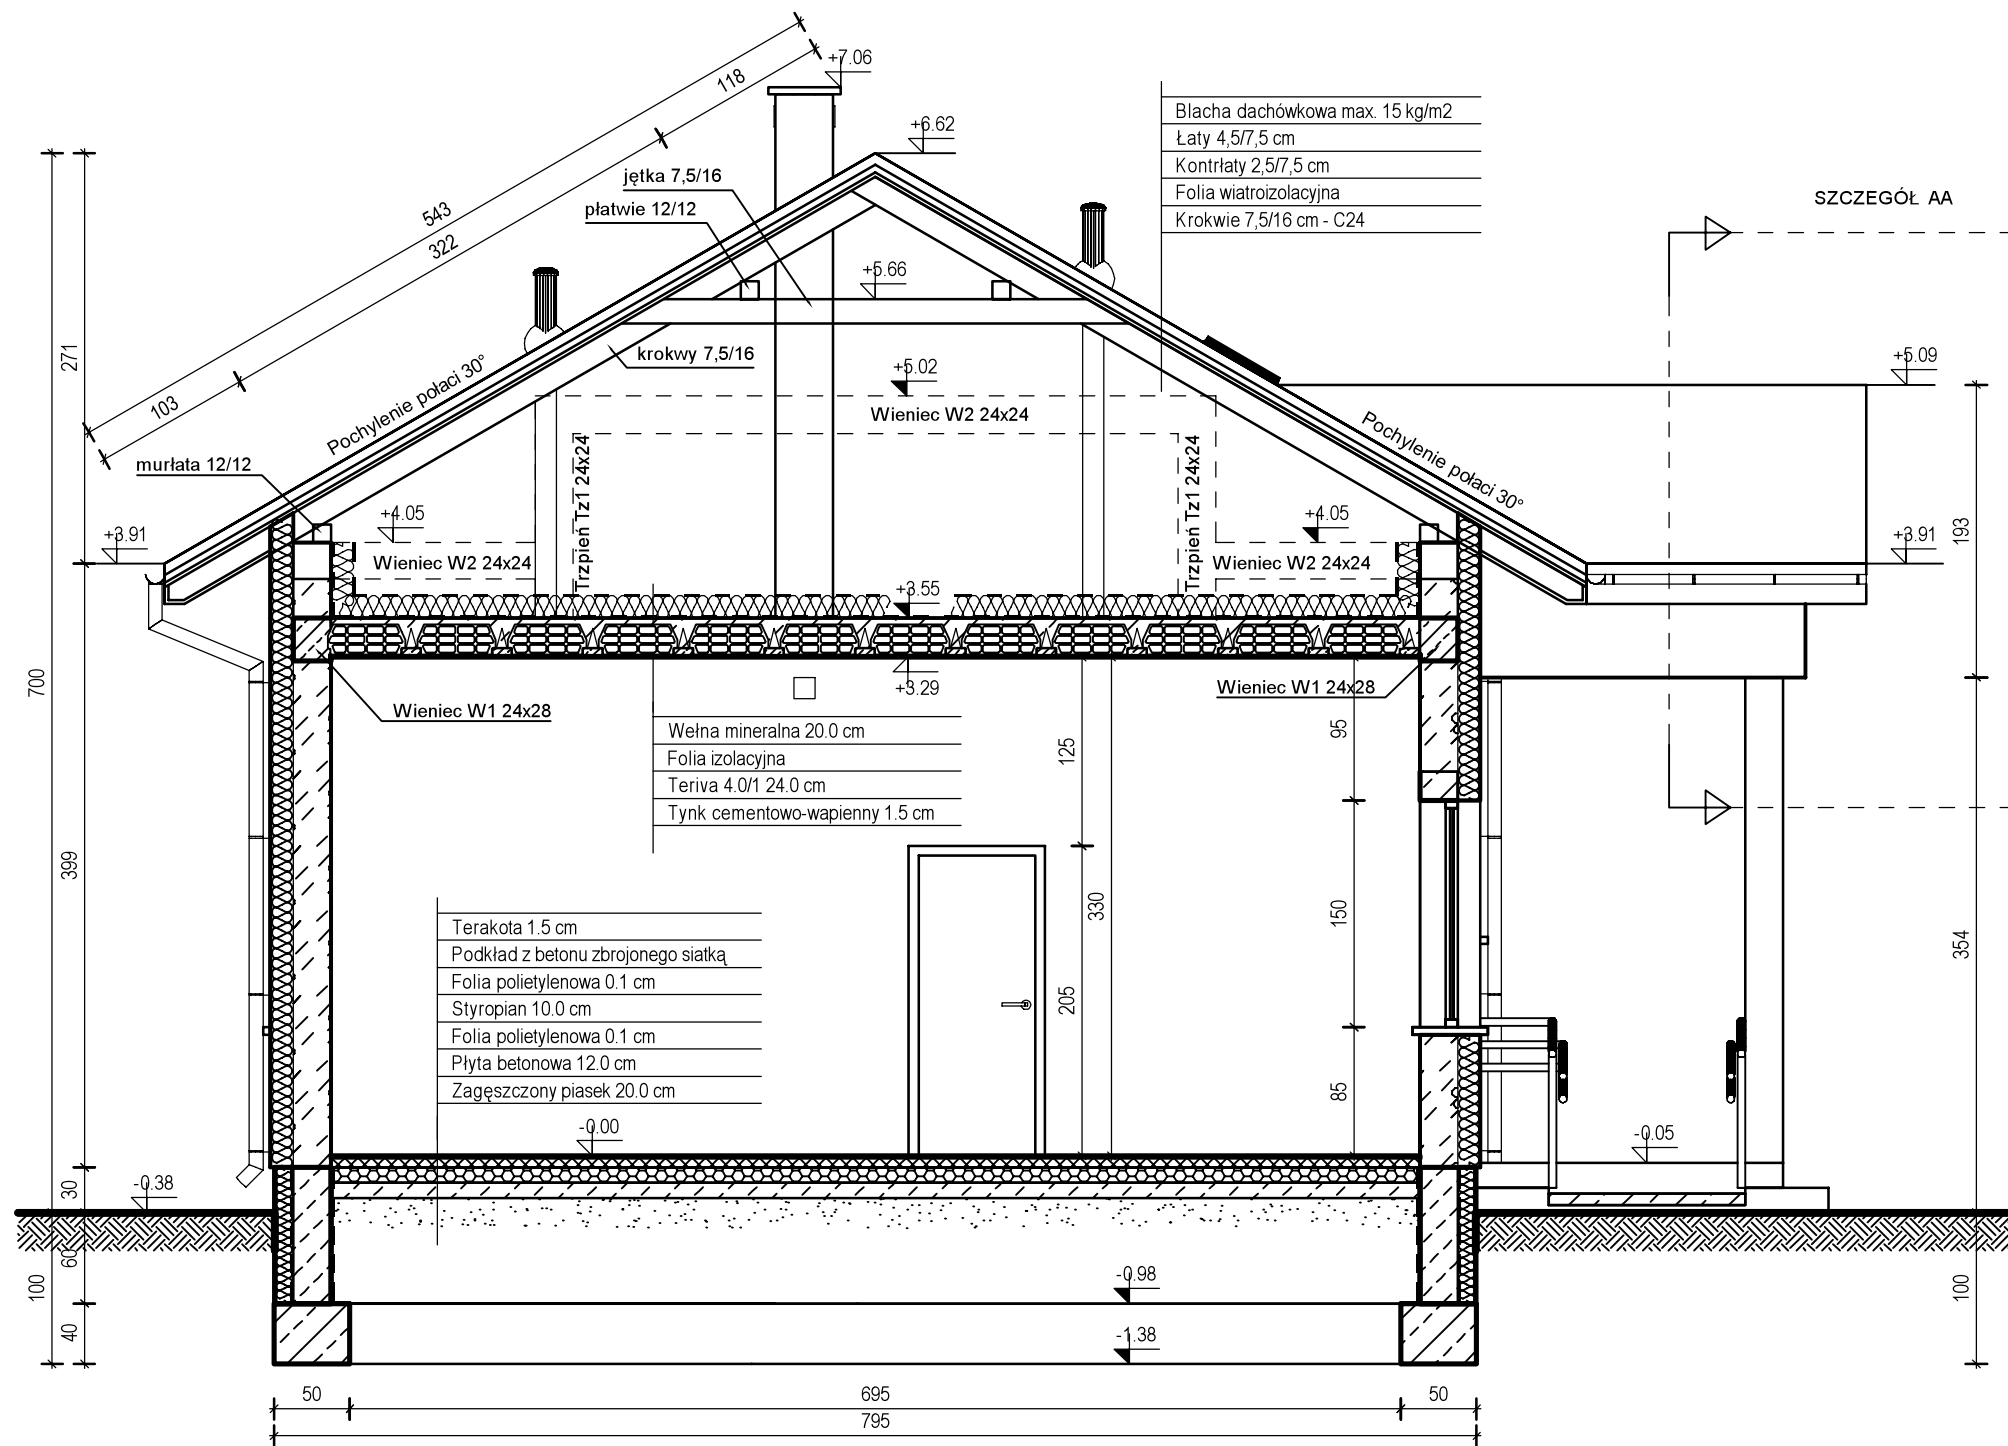 +7.06
118
Blacha dachówkowa max. 15 kg/m2
+6.62
Łaty 4,5/7,5 cm
Kontrłaty 2,5/7,5 cm
jętka 7,5/16
Folia wiatroizolacyjna
SZCZEGÓŁ AA
płatwie 12/12
543
Krokwie 7,5/16 cm - C24
322
+5.66
271
krokwy 7,5/16
+5.09
+5.02
103
Pochylenie połaci 30°
Wieniec W2 24x24
Pochylenie połaci 30°
murłata 12/12
Trzpień Tz1 24x24
Trzpień Tz1 24x24
+4.05
+4.05
+3.91
+3.91
193
Wieniec W2 24x24
Wieniec W2 24x24
+3.55
700
+3.29
Wieniec W1 24x28
Wieniec W1 24x28
Wełna mineralna 20.0 cm
Folia izolacyjna
Teriva 4.0/1 24.0 cm
Tynk cementowo-wapienny 1.5 cm
125
95
399
330
150
354
Terakota 1.5 cm
Podkład z betonu zbrojonego siatką
Folia polietylenowa 0.1 cm
Styropian 10.0 cm
Folia polietylenowa 0.1 cm
Płyta betonowa 12.0 cm
Zagęszczony piasek 20.0 cm
205
85
-0.00
-0.05
-0.38
30
60
100
-0.98
100
40
-1.38
50
695
50
795